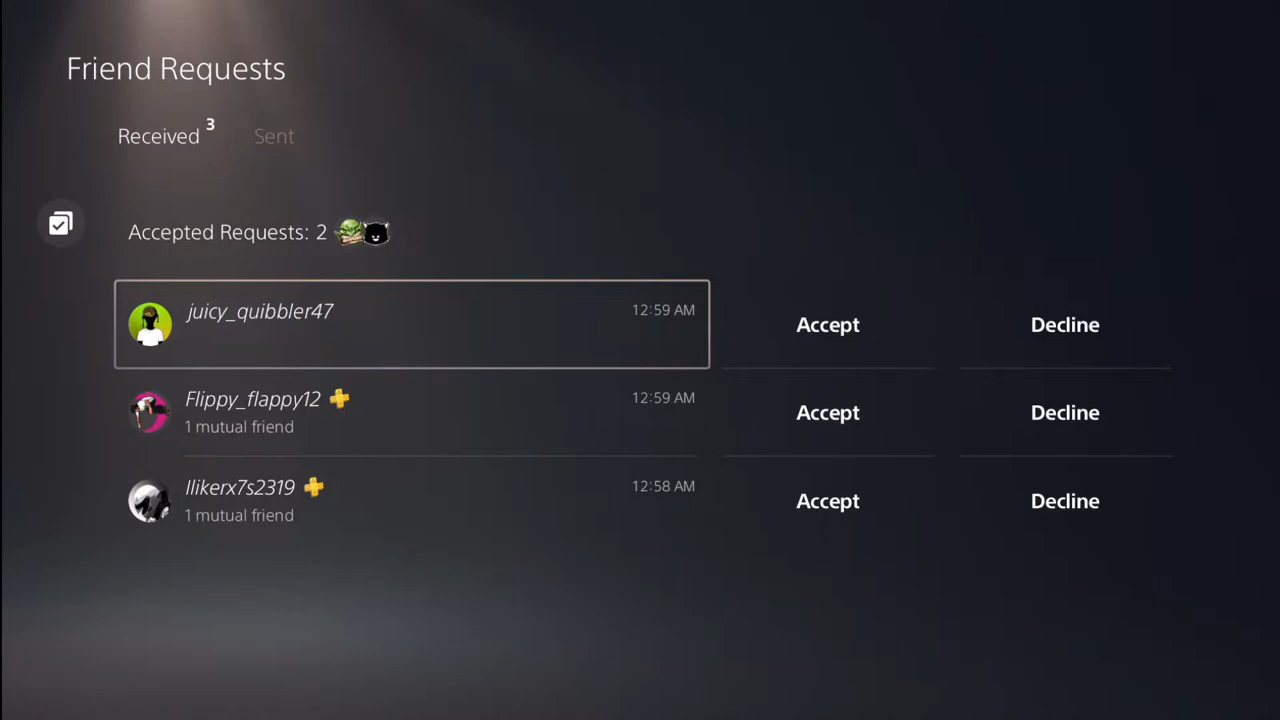 Friend Requests
Received 3 Sent
Accepted Requests: 2
juicy_quibbler47 12:59 AM Accept Decline
Flippy_flappy12 12:59 AM Accept Decline
1 mutual friend
Ilikerx7s2319 12:58 AM Accept Decline
1 mutual friend